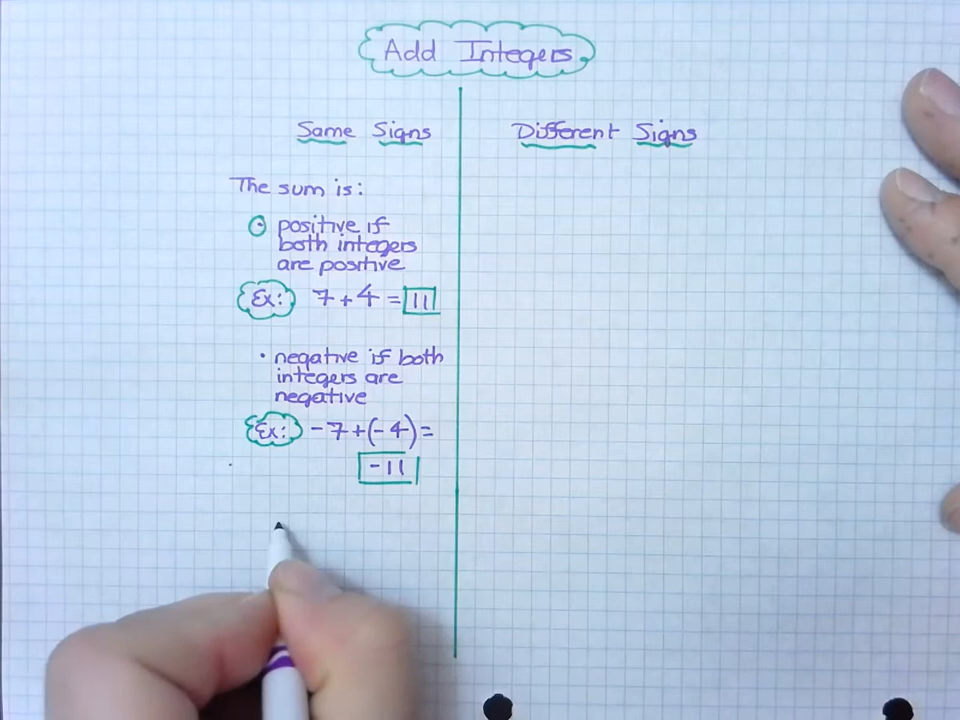 Add Integers
Same Signs
The sum is:
positive if
both integers
are positive
Ex: 7 + 4 = 11
• negative if both
integers are
negative
Ex: -7 + (-4) =
-11
Different Signs